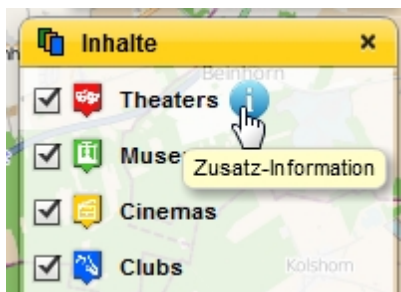 Inhalte
Beinhorn
Theaters
Muse
Zusatz-Information
Cinemas
Clubs
Kolshorn